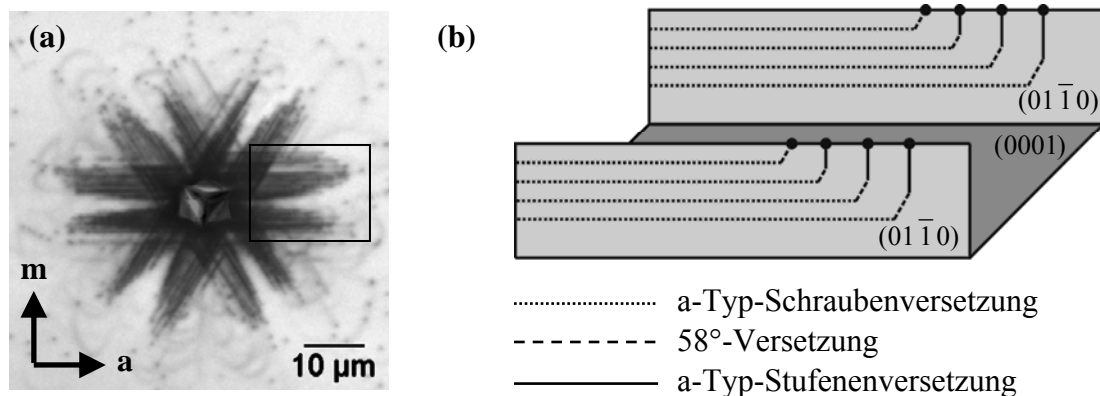 (a)
m
a
10 µm
(b)
(01 1̅ 0)
(0001)
(01 1̅ 0)
a-Typ-Schraubenversetzung
58°-Versetzung
a-Typ-Stufenenversetzung